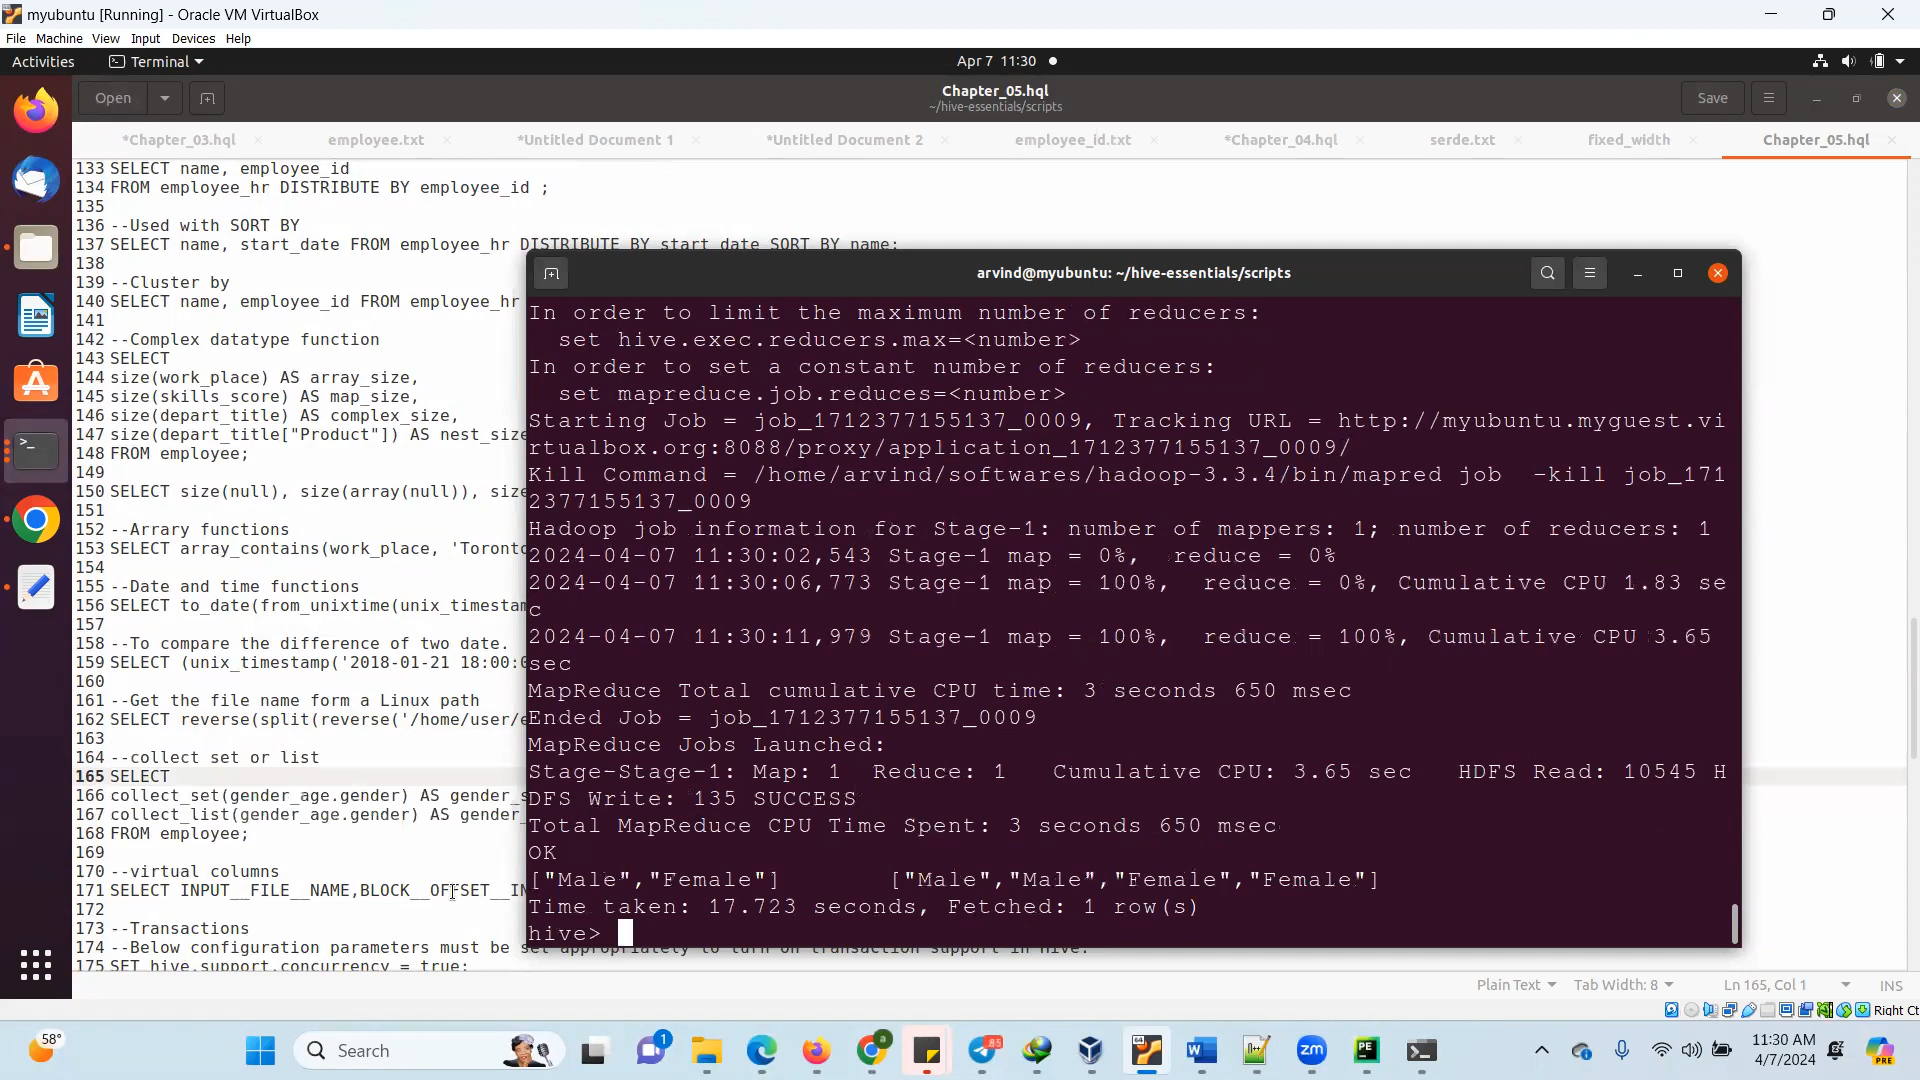 myubuntu [Running] - Oracle VM VirtualBox
File Machine View Input Devices Help
Activities Terminal Apr 7 11:30
Open Chapter_05.hql Save
~/hive-essentials/scripts
*Chapter_03.hql employee.txt *Untitled Document 1 *Untitled Document 2 employee_id.txt *Chapter_04.hql serde.txt fixed_width Chapter_05.hql
133 SELECT name, employee_id
134 FROM employee_hr DISTRIBUTE BY employee_id ;
135
136 --Used with SORT BY
137 SELECT name, start_date FROM employee_hr DISTRIBUTE BY start_date SORT BY name;
138
139 --Cluster by
140 SELECT name, employee_id FROM employee_hr
141
142 --Complex datatype function
143 SELECT
144 size(work_place) AS array_size,
145 size(skills_score) AS map_size,
146 size(depart_title) AS complex_size,
147 size(depart_title["Product"]) AS nest_size
148 FROM employee;
149
150 SELECT size(null), size(array(null)), size
151
152 --Arrary functions
153 SELECT array_contains(work_place, 'Toronto
154
155 --Date and time functions
156 SELECT to_date(from_unixtime(unix_timestam
157
158 --To compare the difference of two date.
159 SELECT (unix_timestamp('2018-01-21 18:00:0
160
161 --Get the file name form a Linux path
162 SELECT reverse(split(reverse('/home/user/e
163
164 --collect set or list
165 SELECT
166 collect_set(gender_age.gender) AS gender_s
167 collect_list(gender_age.gender) AS gender_
168 FROM employee;
169
170 --virtual columns
171 SELECT INPUT__FILE__NAME,BLOCK__OFFSET__IN
172
173 --Transactions
174 --Below configuration parameters must be set appropriately to turn on transaction support in Hive.
175 SET hive.support.concurrency = true;
arvind@myubuntu: ~/hive-essentials/scripts
In order to limit the maximum number of reducers:
set hive.exec.reducers.max=<number>
In order to set a constant number of reducers:
set mapreduce.job.reduces=<number>
Starting Job = job_1712377155137_0009, Tracking URL = http://myubuntu.myguest.vi
rtualbox.org:8088/proxy/application_1712377155137_0009/
Kill Command = /home/arvind/softwares/hadoop-3.3.4/bin/mapred job  -kill job_171
2377155137_0009
Hadoop job information for Stage-1: number of mappers: 1; number of reducers: 1
2024-04-07 11:30:02,543 Stage-1 map = 0%,  reduce = 0%
2024-04-07 11:30:06,773 Stage-1 map = 100%,  reduce = 0%, Cumulative CPU 1.83 se
c
2024-04-07 11:30:11,979 Stage-1 map = 100%,  reduce = 100%, Cumulative CPU 3.65
sec
MapReduce Total cumulative CPU time: 3 seconds 650 msec
Ended Job = job_1712377155137_0009
MapReduce Jobs Launched:
Stage-Stage-1: Map: 1  Reduce: 1   Cumulative CPU: 3.65 sec   HDFS Read: 10545 H
DFS Write: 135 SUCCESS
Total MapReduce CPU Time Spent: 3 seconds 650 msec
OK
["Male","Female"] ["Male","Male","Female","Female"]
Time taken: 17.723 seconds, Fetched: 1 row(s)
hive>
Plain Text Tab Width: 8 Ln 165, Col 1 INS
Right Ct
58° Search 1 a 85 W zm PC 11:30 AM
4/7/2024 PRE